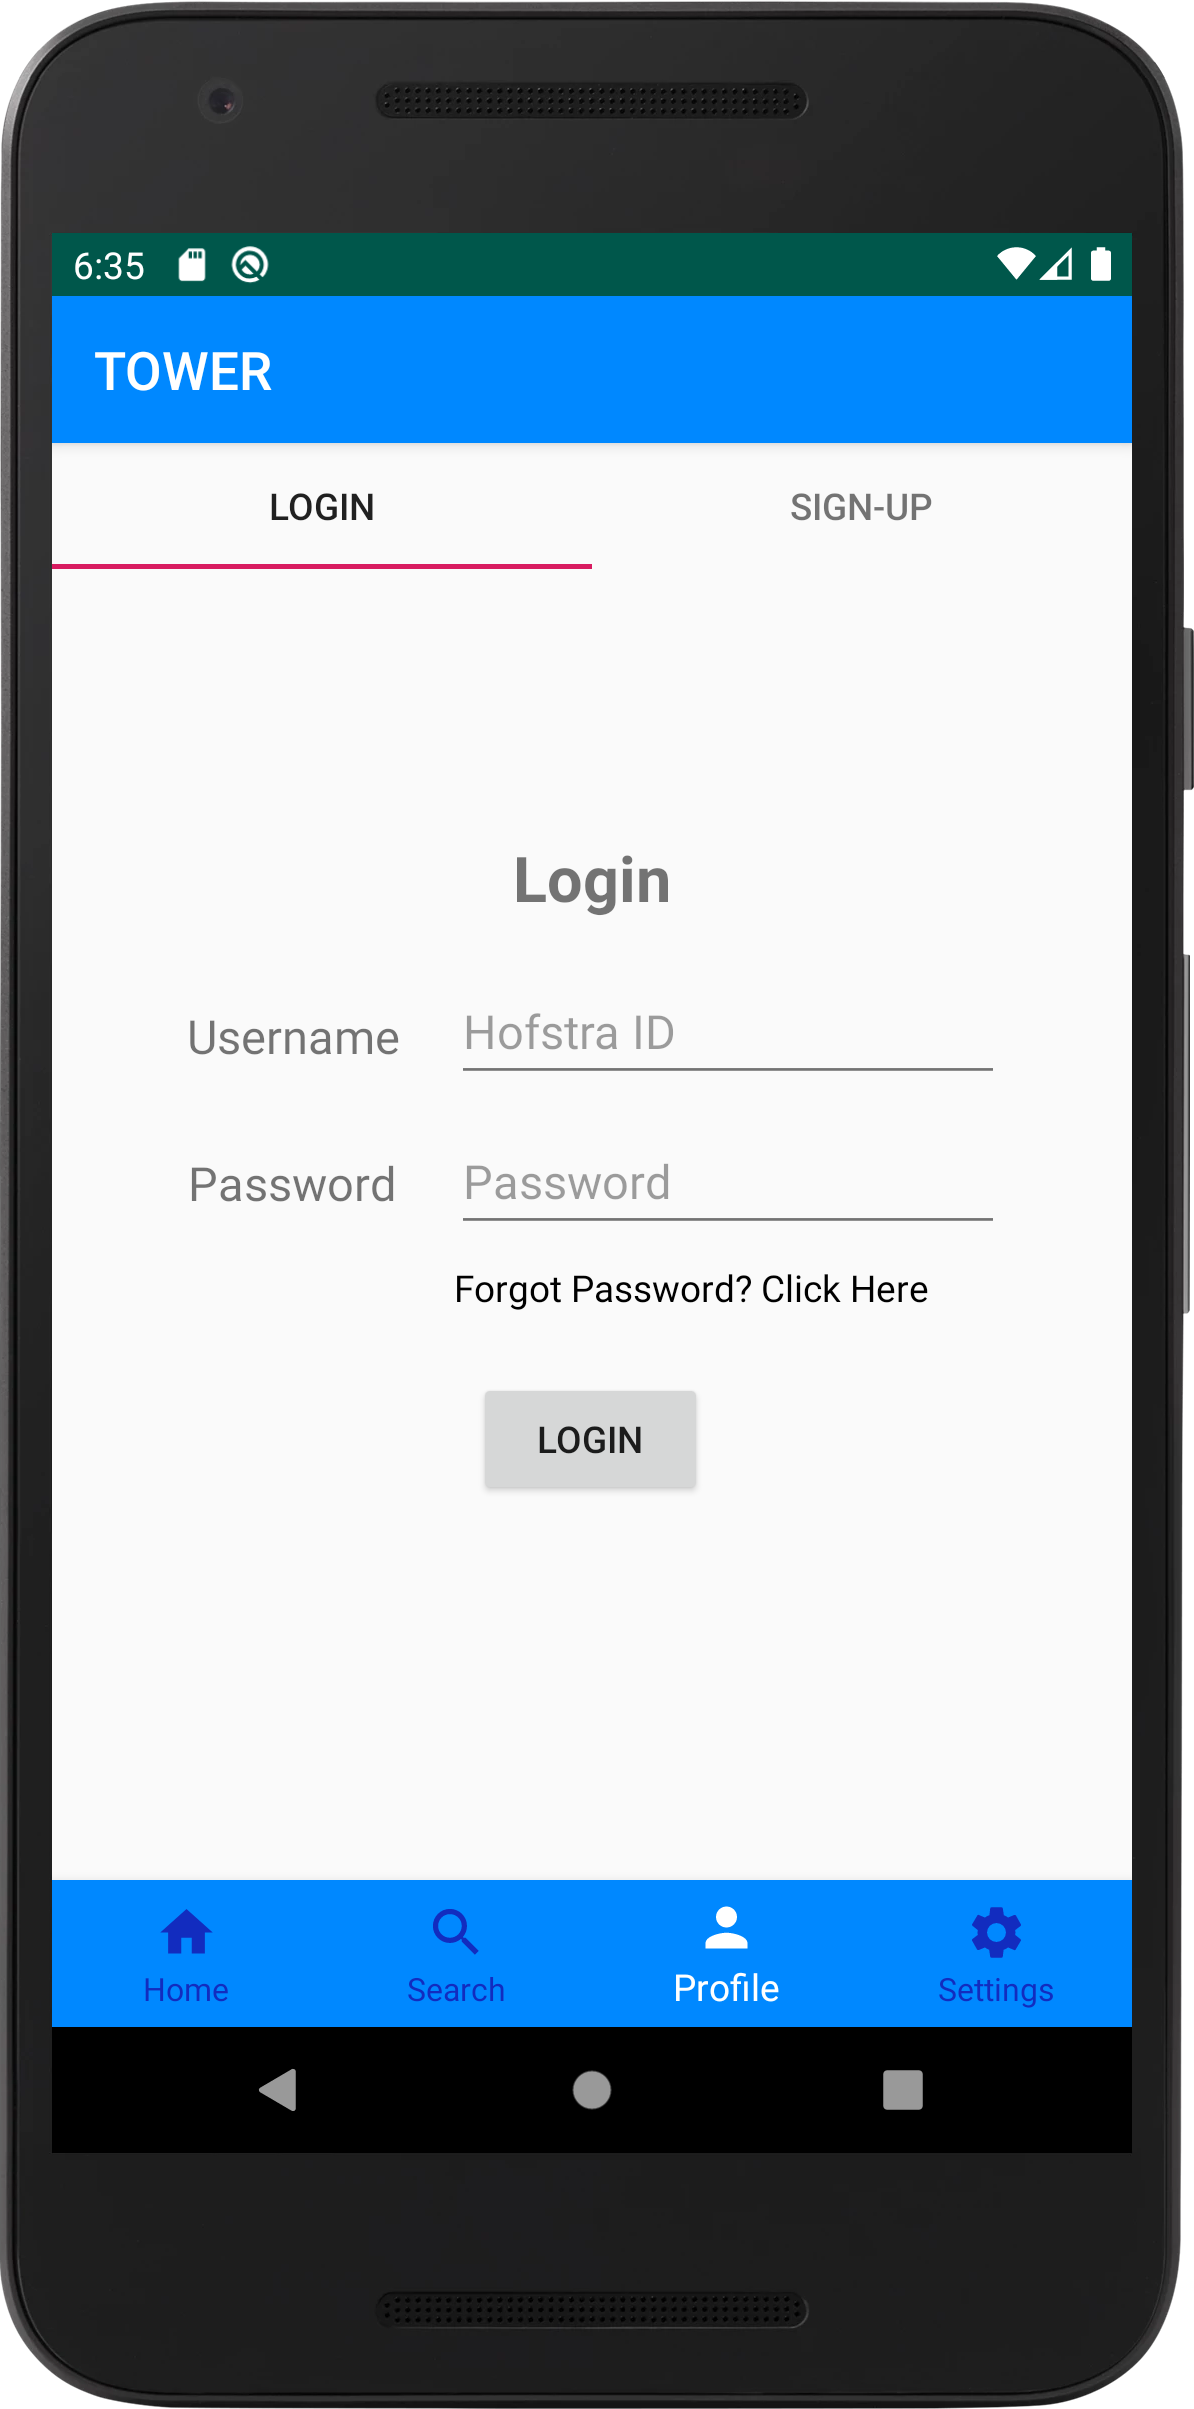 6:35
TOWER
LOGIN SIGN-UP
Login
Username Hofstra ID
Password Password
Forgot Password? Click Here
LOGIN
Home Search Profile Settings